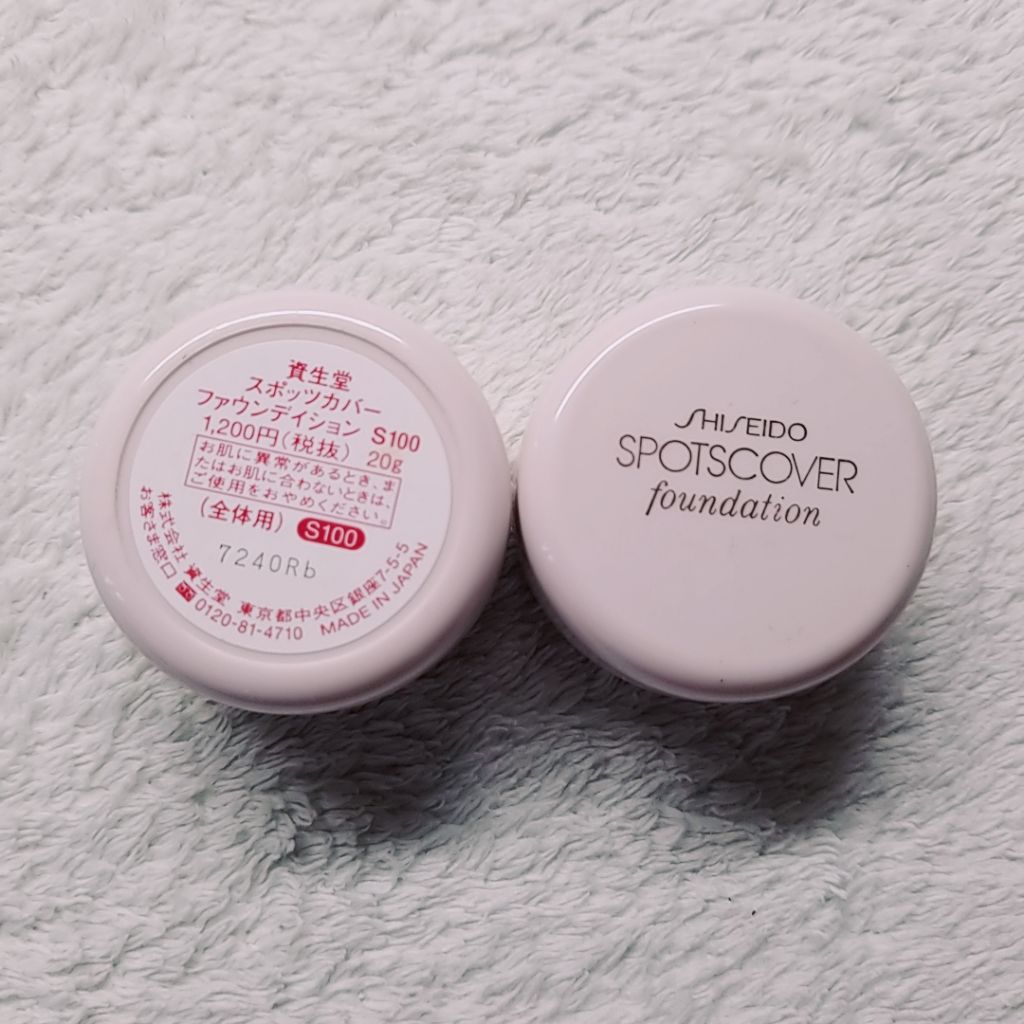 資生堂
スポッツカバー
ファウンデイション S100
1,200円(税抜) 20g
お肌に異常があるとき、ま
たはお肌に合わないときは、
ご使用をおやめください。
(全体用) S100
7240Rb
株式会社 資生堂 東京都中央区銀座7-5-5
お客さま窓口 0120-81-4710 MADE IN JAPAN
SHISEIDO
SPOTSCOVER
foundation